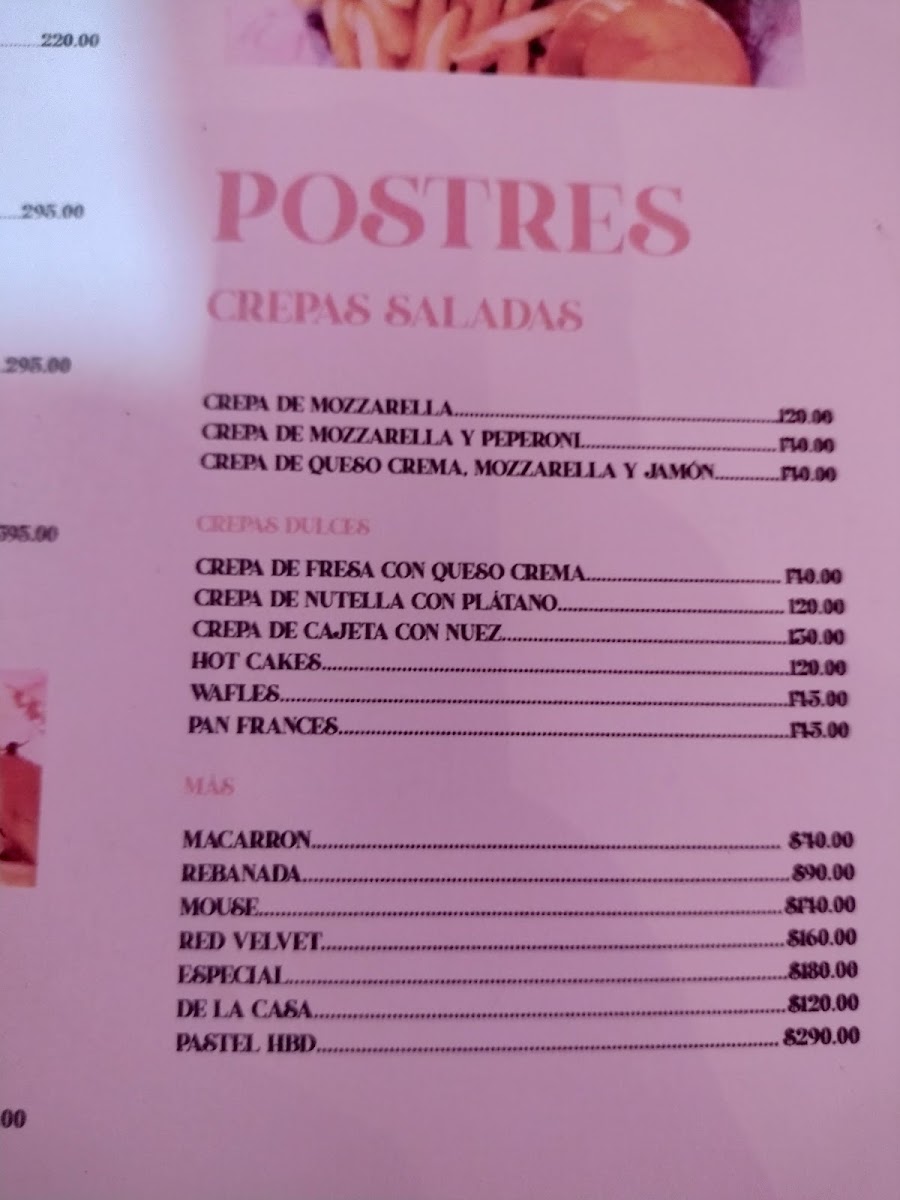 220.00
295.00
295.00
595.00
.00
POSTRES
CREPAS SALADAS
CREPA DE MOZZARELLA 120.00
CREPA DE MOZZARELLA Y PEPERONI 140.00
CREPA DE QUESO CREMA, MOZZARELLA Y JAMÓN 140.00
CREPAS DULCES
CREPA DE FRESA CON QUESO CREMA 140.00
CREPA DE NUTELLA CON PLÁTANO 120.00
CREPA DE CAJETA CON NUEZ 130.00
HOT CAKES 120.00
WAFLES 145.00
PAN FRANCES 145.00
MÁS
MACARRON $40.00
REBANADA $90.00
MOUSE $140.00
RED VELVET $160.00
ESPECIAL $180.00
DE LA CASA $120.00
PASTEL HBD $290.00